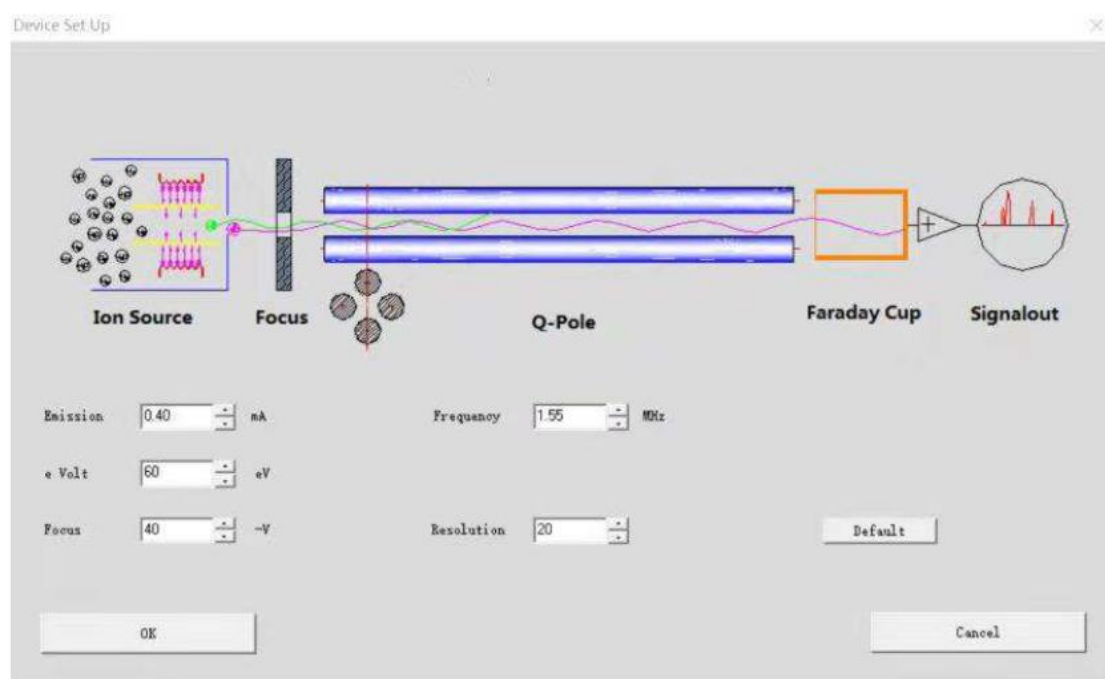 Device Set Up
Ion Source
Focus
Q-Pole
Faraday Cup
Signalout
Emission 0.40 mA
Frequency 1.55 MHz
e Volt 60 eV
Focus 40 -V
Resolution 20
Default
OK
Cancel